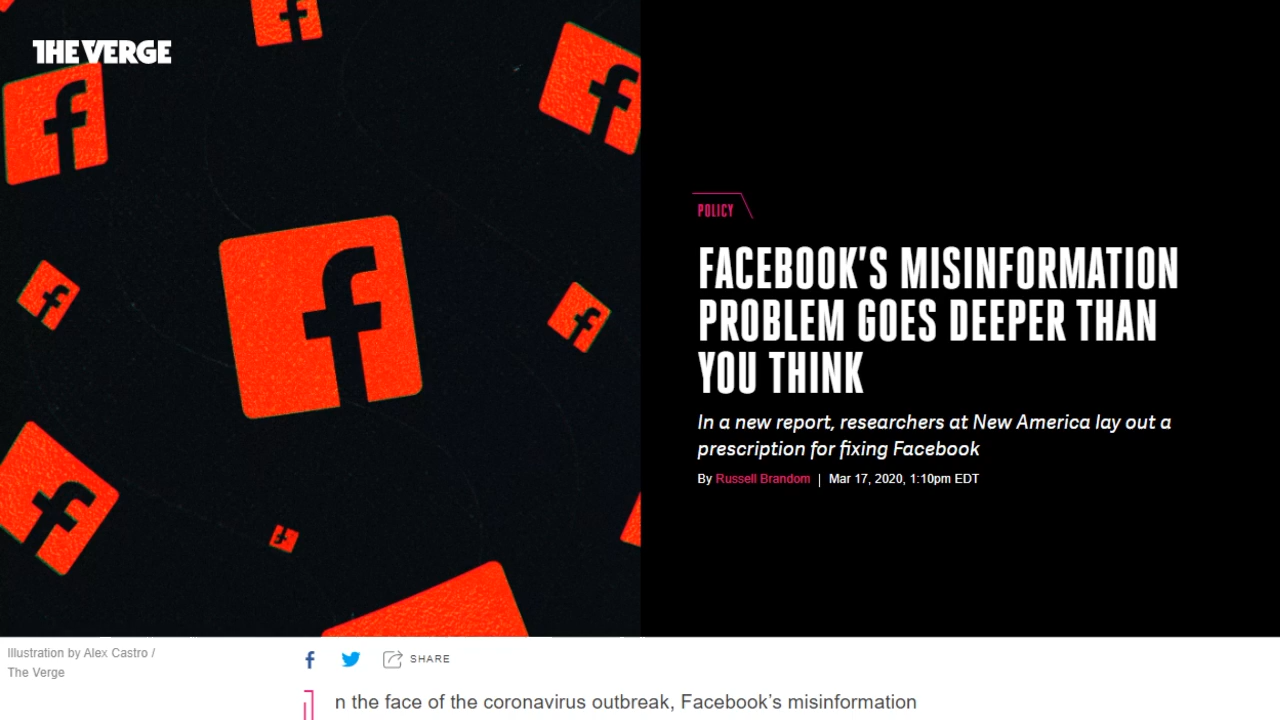 THE VERGE
POLICY
FACEBOOK'S MISINFORMATION
PROBLEM GOES DEEPER THAN
YOU THINK
In a new report, researchers at New America lay out a
prescription for fixing Facebook
By Russell Brandom | Mar 17, 2020, 1:10pm EDT
Illustration by Alex Castro /
The Verge
SHARE
n the face of the coronavirus outbreak, Facebook's misinformation